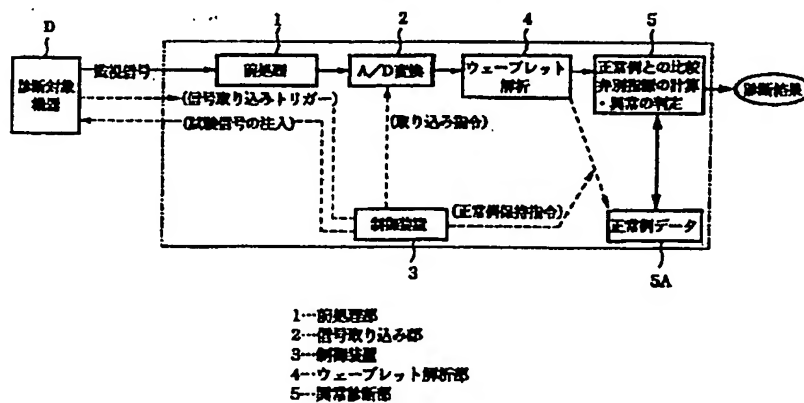 D
1
2
4
5
診断対象
機器
監視信号
前処理
A/D変換
ウェーブレット
解析
正常例との比較
弁別指標の計算
・異常の判定
診断結果
(信号取り込みトリガー)
(試験信号の注入)
(取り込み指令)
(正常例保持指令)
制御装置
3
正常例データ
5A
1…前処理部
2…信号取り込み部
3…制御装置
4…ウェーブレット解析部
5…異常診断部